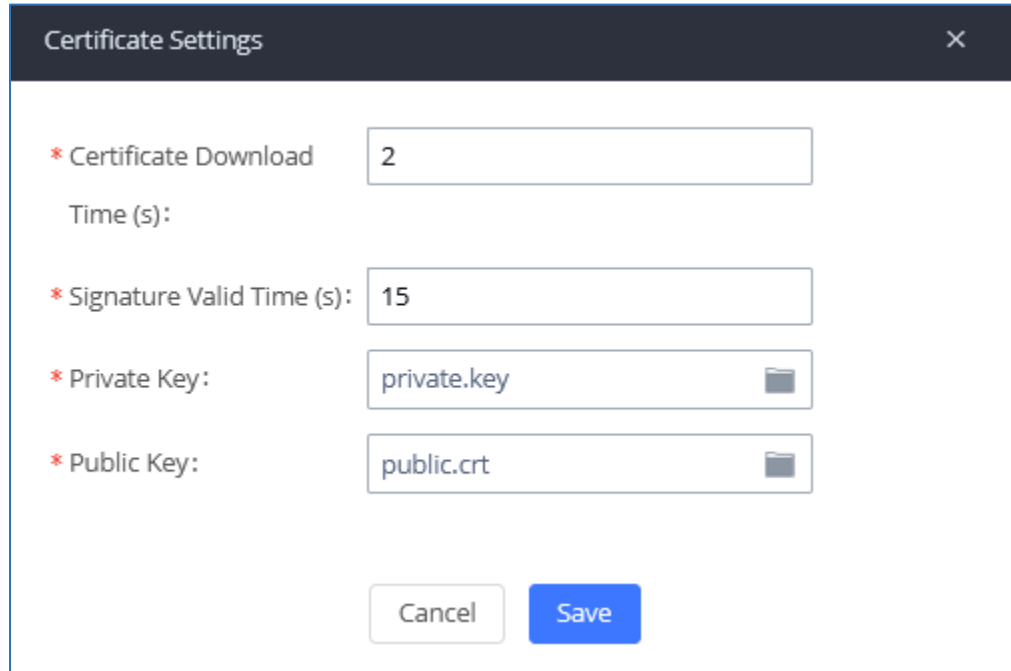 Certificate Settings
* Certificate Download
Time (s):
2
* Signature Valid Time (s):
15
* Private Key:
private.key
* Public Key:
public.crt
Cancel
Save